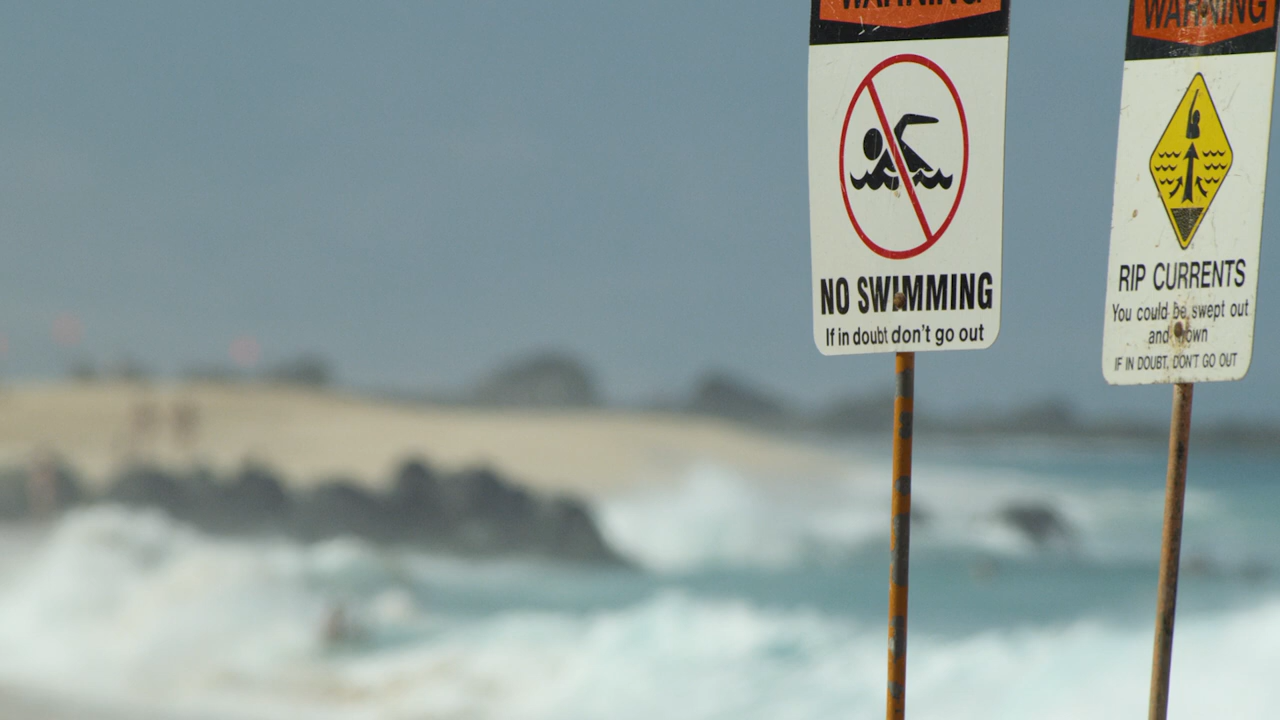 WARNING
NO SWIMMING
If in doubt don't go out
WARNING
RIP CURRENTS
You could be swept out
and down
IF IN DOUBT, DON'T GO OUT